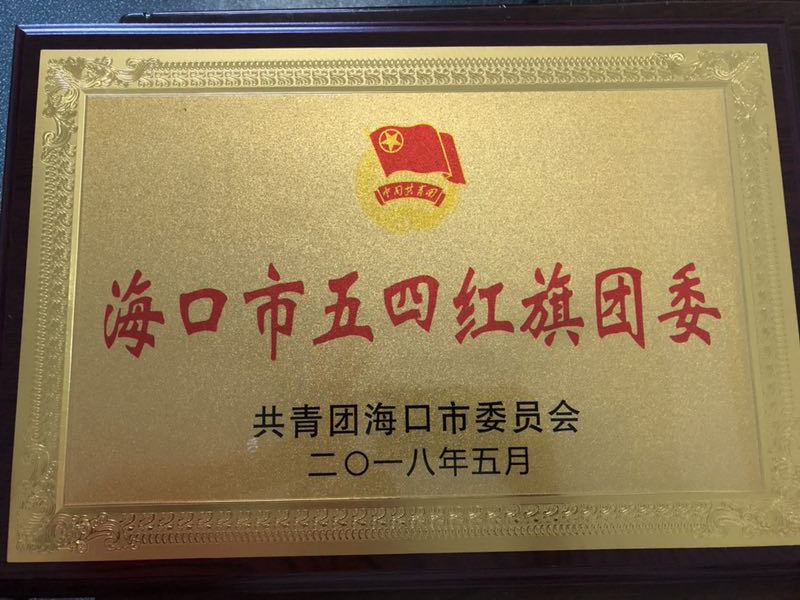 中国共青团
海口市五四红旗团委
共青团海口市委员会
二〇一八年五月